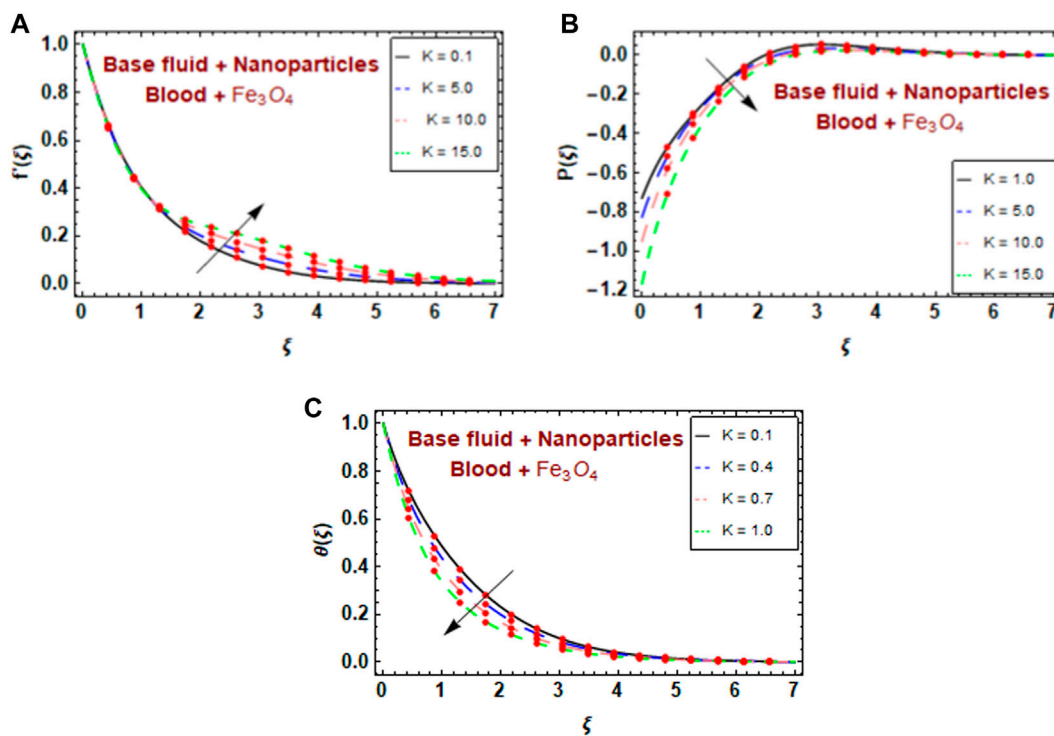 A
1.0
0.8
0.6
0.4
0.2
0.0
f'(ξ)
Base fluid + Nanoparticles
Blood + Fe₃O₄
K = 0.1
K = 5.0
K = 10.0
K = 15.0
0 1 2 3 4 5 6 7
ξ
B
0.0
−0.2
−0.4
−0.6
−0.8
−1.0
−1.2
P(ξ)
Base fluid + Nanoparticles
Blood + Fe₃O₄
K = 1.0
K = 5.0
K = 10.0
K = 15.0
0 1 2 3 4 5 6 7
ξ
C
1.0
0.8
0.6
0.4
0.2
0.0
θ(ξ)
Base fluid + Nanoparticles
Blood + Fe₃O₄
K = 0.1
K = 0.4
K = 0.7
K = 1.0
0 1 2 3 4 5 6 7
ξ